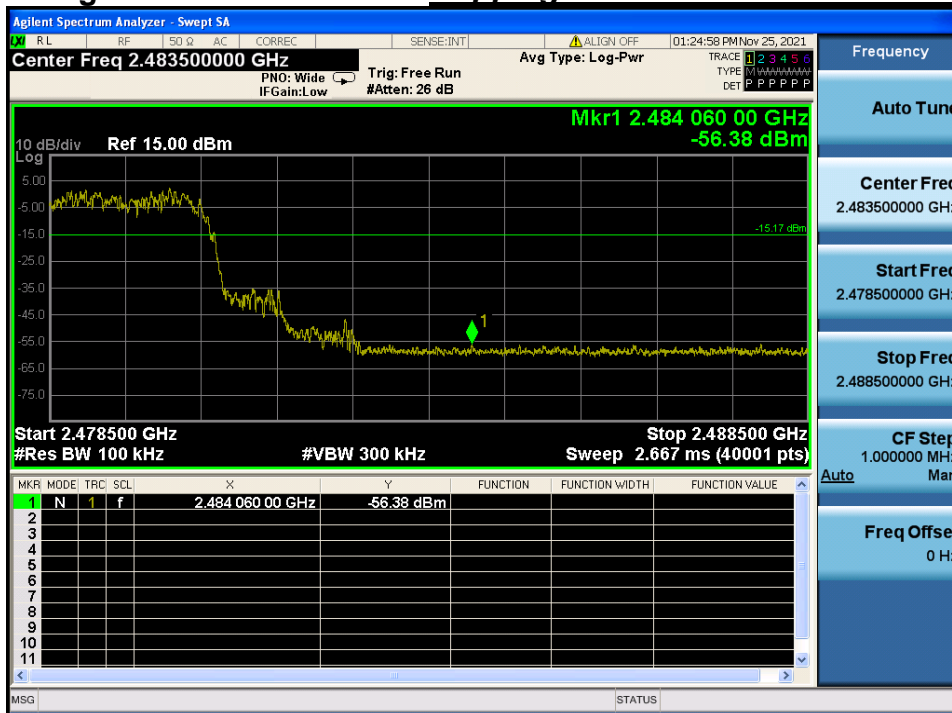 Agilent Spectrum Analyzer - Swept SA
LXI RL RF 50 Ω AC CORREC SENSE:INT ALIGN OFF 01:24:58 PM Nov 25, 2021
Center Freq 2.483500000 GHz
PNO: Wide
IFGain:Low
Trig: Free Run
#Atten: 26 dB
Avg Type: Log-Pwr
TRACE 1 2 3 4 5 6
TYPE M
DET P P P P P P
Mkr1 2.484 060 00 GHz
-56.38 dBm
10 dB/div Ref 15.00 dBm
Log
5.00
-5.00
-15.0
-15.17 dBm
-25.0
-35.0
-45.0
1
-55.0
-65.0
-75.0
Start 2.478500 GHz Stop 2.488500 GHz
#Res BW 100 kHz #VBW 300 kHz Sweep 2.667 ms (40001 pts)
MKR MODE TRC SCL X Y FUNCTION FUNCTION WIDTH FUNCTION VALUE
1 N 1 f 2.484 060 00 GHz -56.38 dBm
2
3
4
5
6
7
8
9
10
11
MSG STATUS
Frequency
Auto Tune
Center Freq
2.483500000 GHz
Start Freq
2.478500000 GHz
Stop Freq
2.488500000 GHz
CF Step
1.000000 MHz
Auto Man
Freq Offset
0 Hz